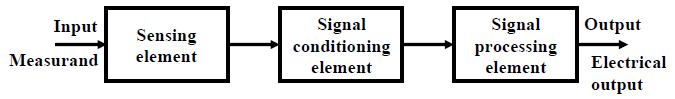 Input
Measurand
Sensing
element
Signal
conditioning
element
Signal
processing
element
Output
Electrical
output